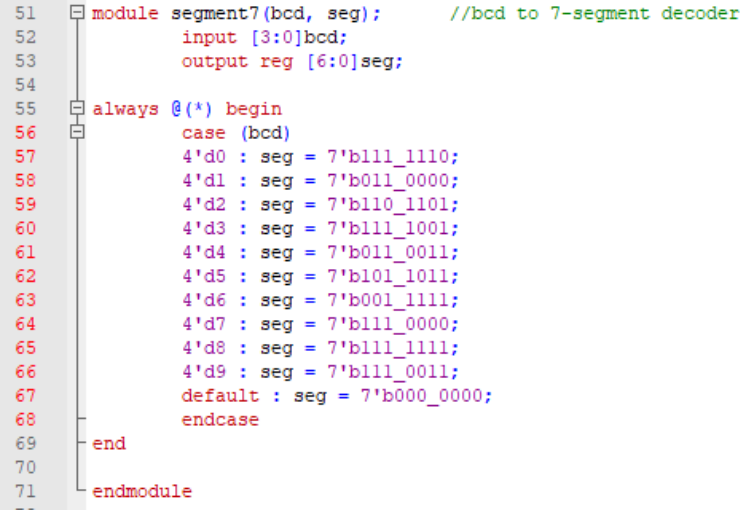 51 module segment7(bcd, seg); //bcd to 7-segment decoder
52 input [3:0]bcd;
53 output reg [6:0]seg;
54
55 always @(*) begin
56 case (bcd)
57 4'd0 : seg = 7'b111_1110;
58 4'd1 : seg = 7'b011_0000;
59 4'd2 : seg = 7'b110_1101;
60 4'd3 : seg = 7'b111_1001;
61 4'd4 : seg = 7'b011_0011;
62 4'd5 : seg = 7'b101_1011;
63 4'd6 : seg = 7'b001_1111;
64 4'd7 : seg = 7'b111_0000;
65 4'd8 : seg = 7'b111_1111;
66 4'd9 : seg = 7'b111_0011;
67 default : seg = 7'b000_0000;
68 endcase
69 end
70
71 endmodule